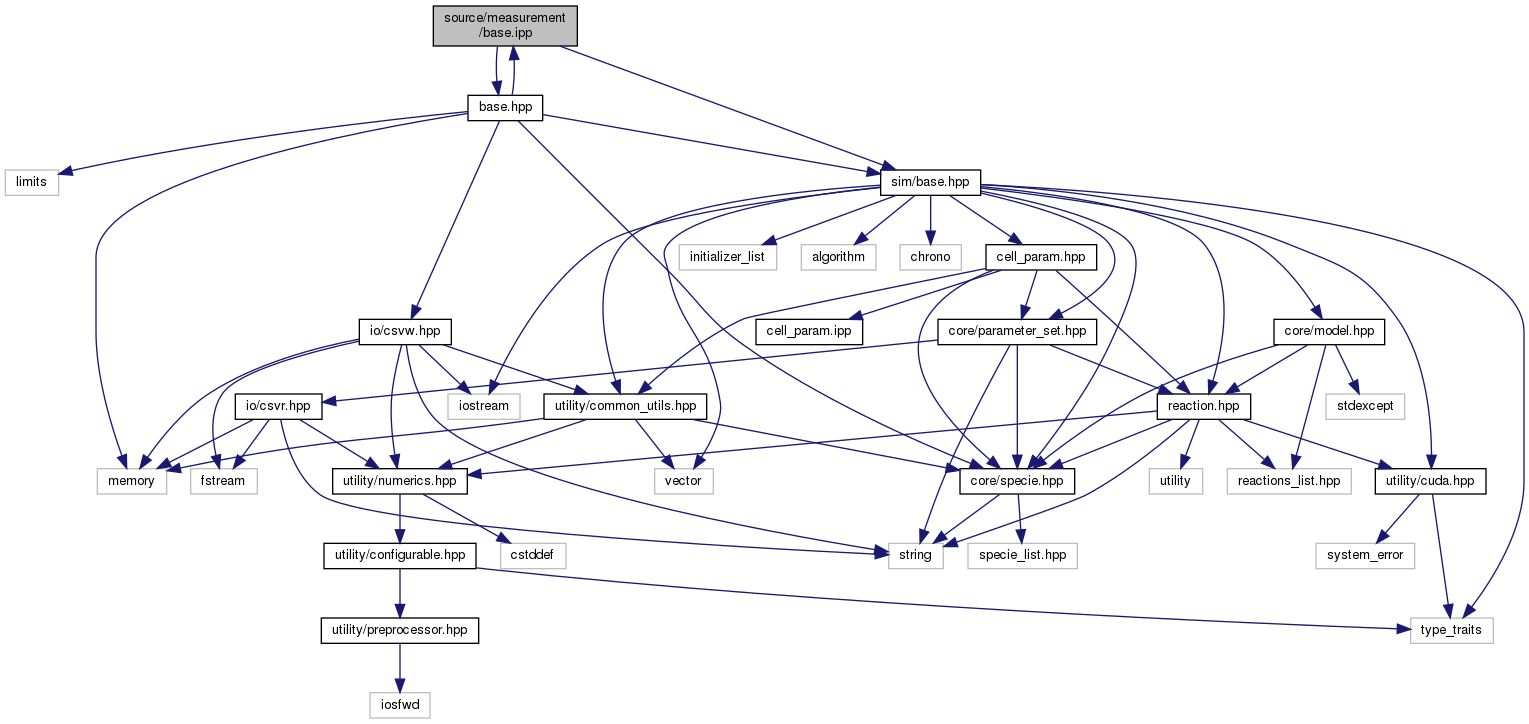 source/measurement
/base.ipp
base.hpp
limits
sim/base.hpp
initializer_list
algorithm
chrono
cell_param.hpp
io/csvw.hpp
cell_param.ipp
core/parameter_set.hpp
core/model.hpp
io/csvr.hpp
iostream
utility/common_utils.hpp
reaction.hpp
stdexcept
memory
fstream
utility/numerics.hpp
vector
core/specie.hpp
utility
reactions_list.hpp
utility/cuda.hpp
utility/configurable.hpp
cstddef
string
specie_list.hpp
system_error
utility/preprocessor.hpp
type_traits
iosfwd